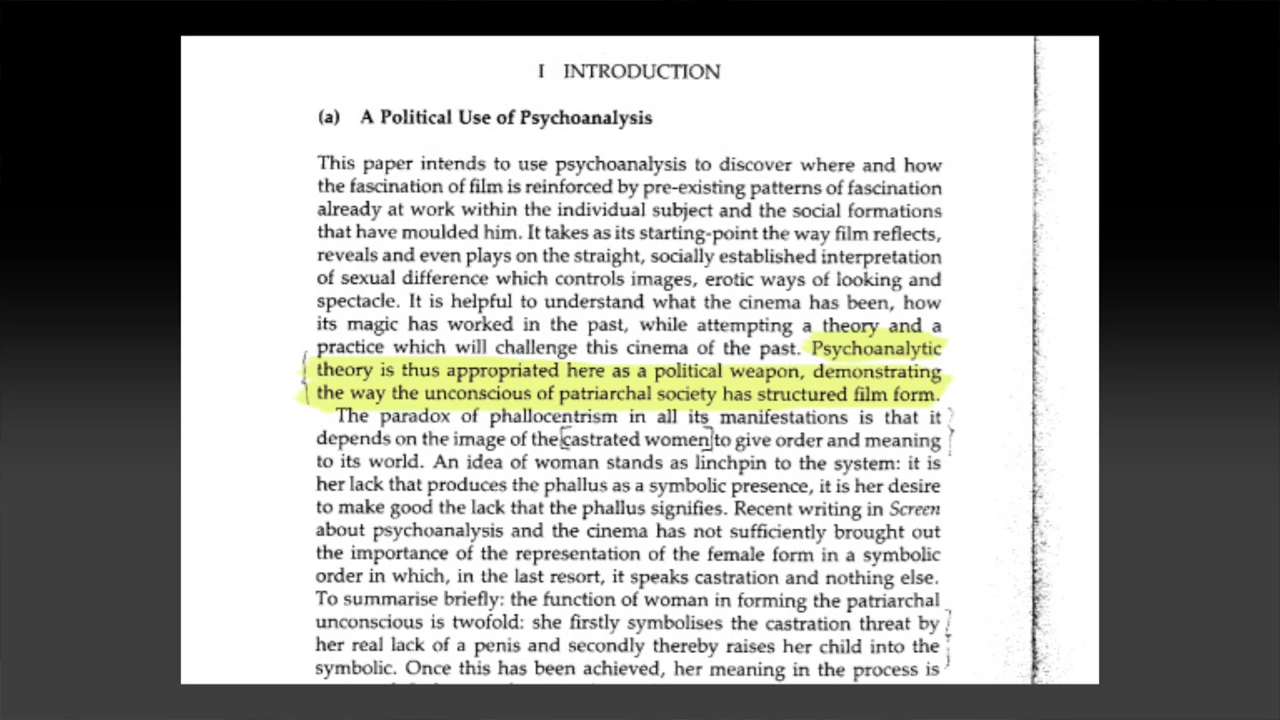 I INTRODUCTION
(a) A Political Use of Psychoanalysis
This paper intends to use psychoanalysis to discover where and how
the fascination of film is reinforced by pre-existing patterns of fascination
already at work within the individual subject and the social formations
that have moulded him. It takes as its starting-point the way film reflects,
reveals and even plays on the straight, socially established interpretation
of sexual difference which controls images, erotic ways of looking and
spectacle. It is helpful to understand what the cinema has been, how
its magic has worked in the past, while attempting a theory and a
practice which will challenge this cinema of the past. Psychoanalytic
theory is thus appropriated here as a political weapon, demonstrating
the way the unconscious of patriarchal society has structured film form.
The paradox of phallocentrism in all its manifestations is that it
depends on the image of the [castrated women] to give order and meaning
to its world. An idea of woman stands as linchpin to the system: it is
her lack that produces the phallus as a symbolic presence, it is her desire
to make good the lack that the phallus signifies. Recent writing in Screen
about psychoanalysis and the cinema has not sufficiently brought out
the importance of the representation of the female form in a symbolic
order in which, in the last resort, it speaks castration and nothing else.
To summarise briefly: the function of woman in forming the patriarchal
unconscious is twofold: she firstly symbolises the castration threat by
her real lack of a penis and secondly thereby raises her child into the
symbolic. Once this has been achieved, her meaning in the process is